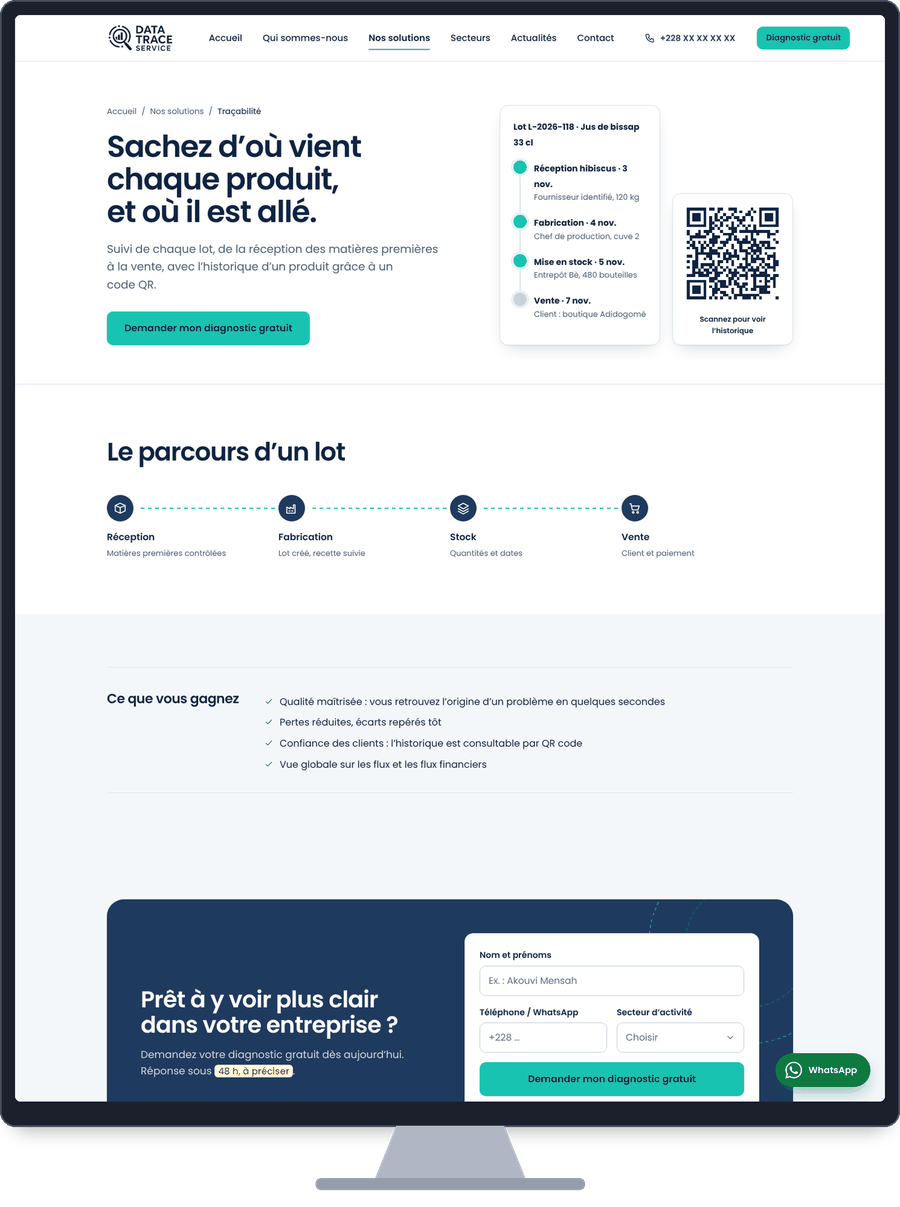 DATA
TRACE
SERVICE
Accueil
Qui sommes-nous
Nos solutions
Secteurs
Actualités
Contact
+228 XX XX XX XX
Diagnostic gratuit
Accueil / Nos solutions / Traçabilité
Sachez d’où vient
chaque produit,
et où il est allé.
Suivi de chaque lot, de la réception des matières premières
à la vente, avec l’historique d’un produit grâce à un
code QR.
Demander mon diagnostic gratuit
Lot L-2026-118 · Jus de bissap
33 cl
Réception hibiscus · 3
nov.
Fournisseur identifié, 120 kg
Fabrication · 4 nov.
Chef de production, cuve 2
Mise en stock · 5 nov.
Entrepôt Bè, 480 bouteilles
Vente · 7 nov.
Client : boutique Adidogomé
Scannez pour voir
l’historique
Le parcours d’un lot
Réception
Matières premières contrôlées
Fabrication
Lot créé, recette suivie
Stock
Quantités et dates
Vente
Client et paiement
Ce que vous gagnez
Qualité maîtrisée : vous retrouvez l’origine d’un problème en quelques secondes
Pertes réduites, écarts repérés tôt
Confiance des clients : l’historique est consultable par QR code
Vue globale sur les flux et les flux financiers
Prêt à y voir plus clair
dans votre entreprise ?
Demandez votre diagnostic gratuit dès aujourd’hui.
Réponse sous 48 h, à préciser.
Nom et prénoms
Ex. : Akouvi Mensah
Téléphone / WhatsApp
+228 …
Secteur d’activité
Choisir
Demander mon diagnostic gratuit
WhatsApp